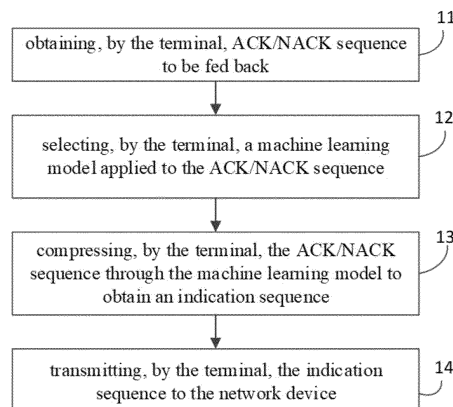 11
obtaining, by the terminal, ACK/NACK sequence
to be fed back
12
selecting, by the terminal, a machine learning
model applied to the ACK/NACK sequence
13
compressing, by the terminal, the ACK/NACK
sequence through the machine learning model to
obtain an indication sequence
14
transmitting, by the terminal, the indication
sequence to the network device